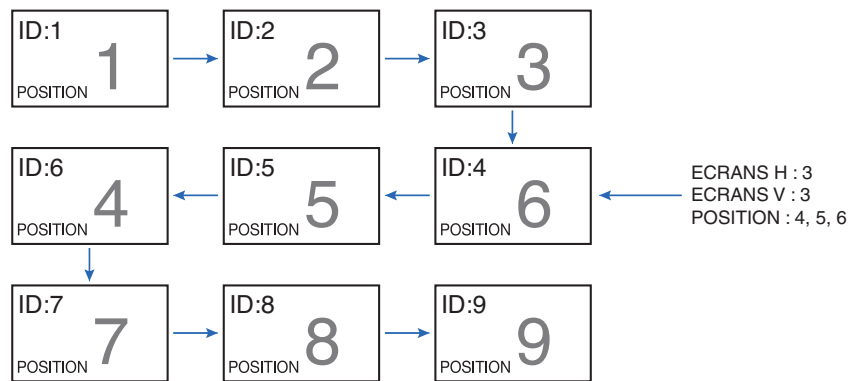 ID:1
POSITION 1
ID:2
POSITION 2
ID:3
POSITION 3
ID:6
POSITION 4
ID:5
POSITION 5
ID:4
POSITION 6
ECRANS H : 3
ECRANS V : 3
POSITION : 4, 5, 6
ID:7
POSITION 7
ID:8
POSITION 8
ID:9
POSITION 9